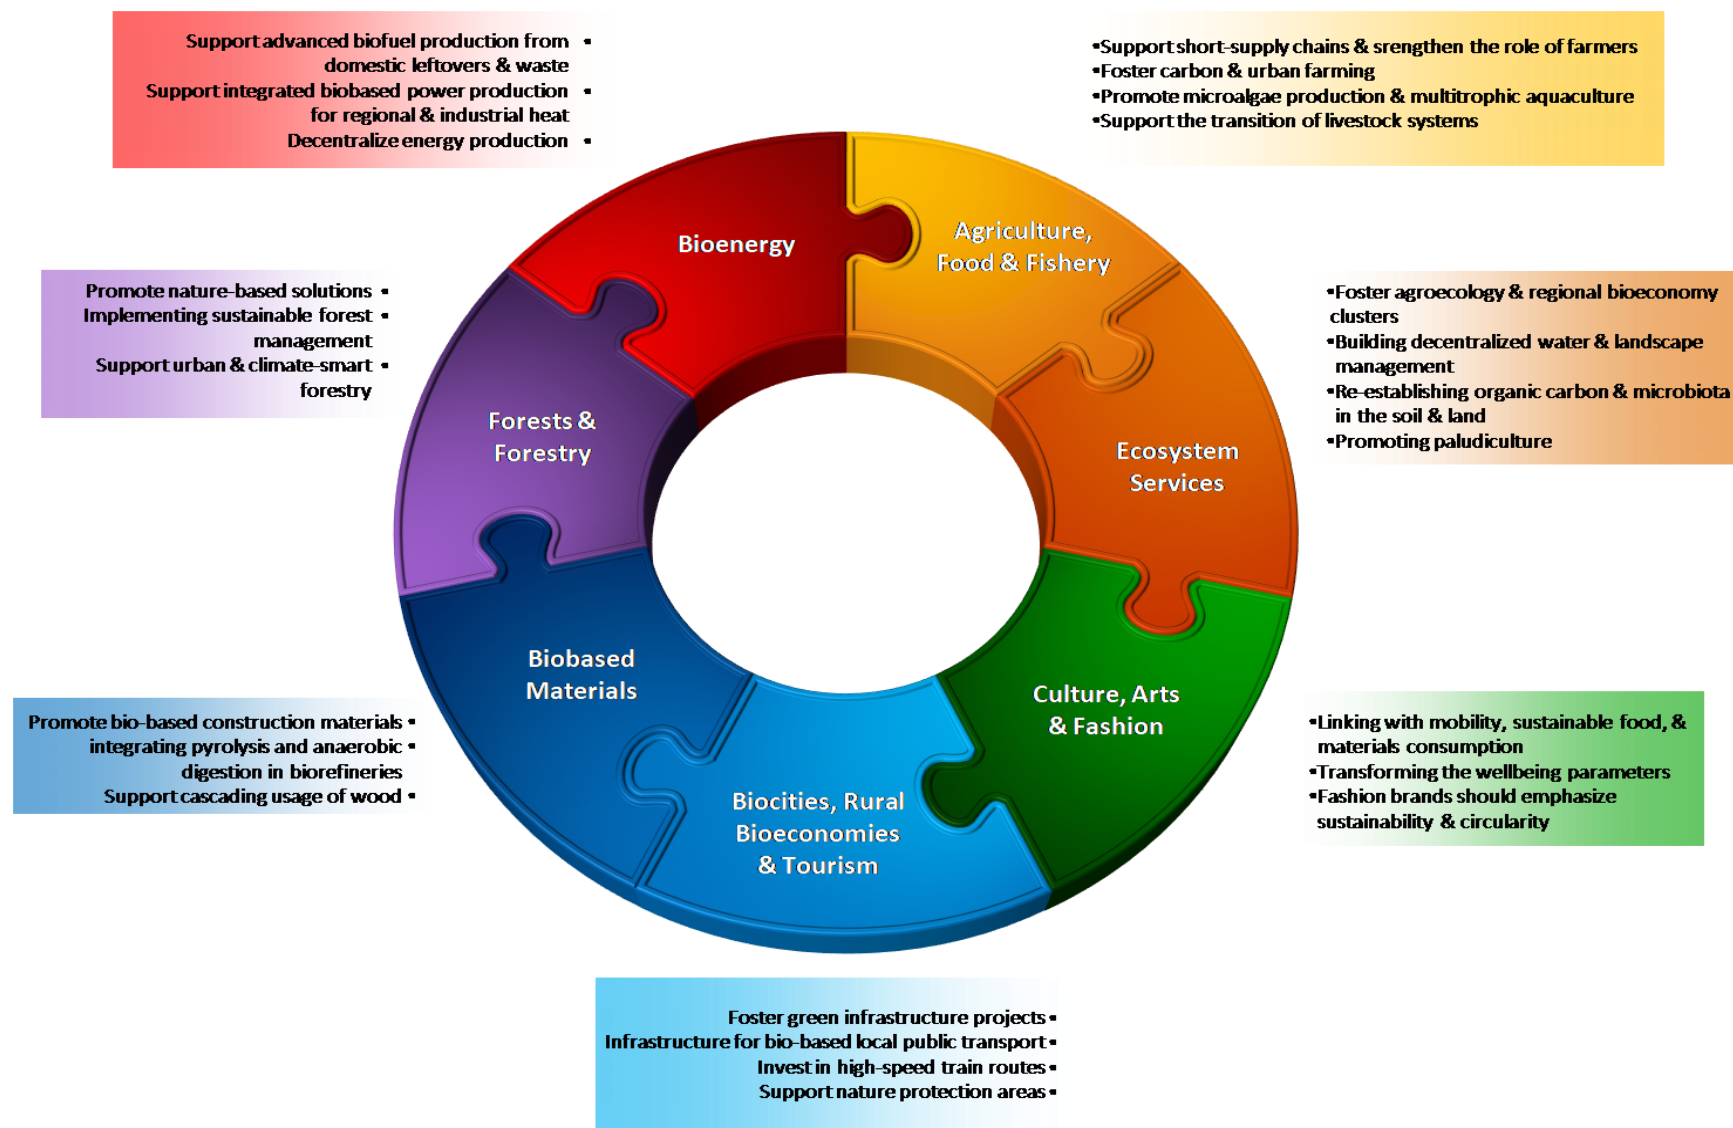 Support advanced biofuel production from ▪
domestic leftovers & waste
Support integrated biobased power production ▪
for regional & industrial heat
Decentralize energy production ▪
▪Support short-supply chains & srengthen the role of farmers
▪Foster carbon & urban farming
▪Promote microalgae production & multitrophic aquaculture
▪Support the transition of livestock systems
Bioenergy
Agriculture,
Food & Fishery
Promote nature-based solutions ▪
Implementing sustainable forest ▪
management
Support urban & climate-smart ▪
forestry
▪Foster agroecology & regional bioeconomy
clusters
▪Building decentralized water & landscape
management
▪Re-establishing organic carbon & microbiota
in the soil & land
▪Promoting paludiculture
Forests &
Forestry
Ecosystem
Services
Biobased
Materials
Culture, Arts
& Fashion
Promote bio-based construction materials ▪
integrating pyrolysis and anaerobic ▪
digestion in biorefineries
Support cascading usage of wood ▪
▪Linking with mobility, sustainable food, &
materials consumption
▪Transforming the wellbeing parameters
▪Fashion brands should emphasize
sustainability & circularity
Biocities, Rural
Bioeconomies
& Tourism
Foster green infrastructure projects ▪
Infrastructure for bio-based local public transport ▪
Invest in high-speed train routes ▪
Support nature protection areas ▪